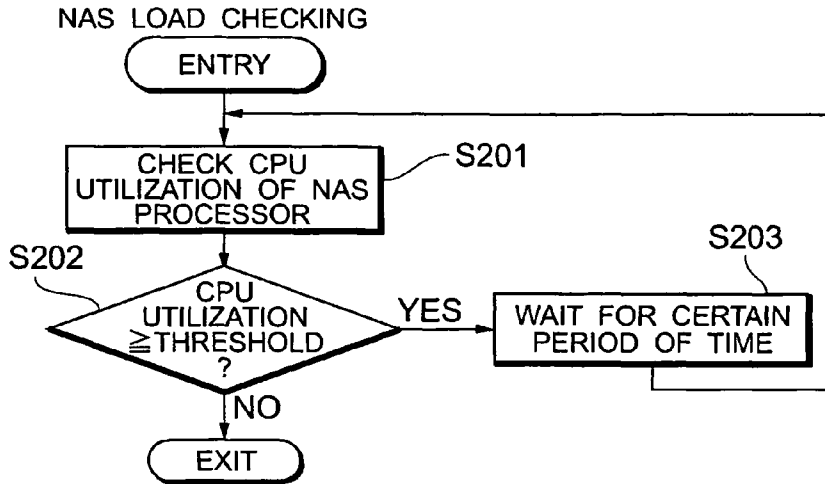 NAS LOAD CHECKING
ENTRY
CHECK CPU
UTILIZATION OF NAS
PROCESSOR
S201
S202
CPU
UTILIZATION
≧THRESHOLD
?
YES
S203
WAIT FOR CERTAIN
PERIOD OF TIME
NO
EXIT